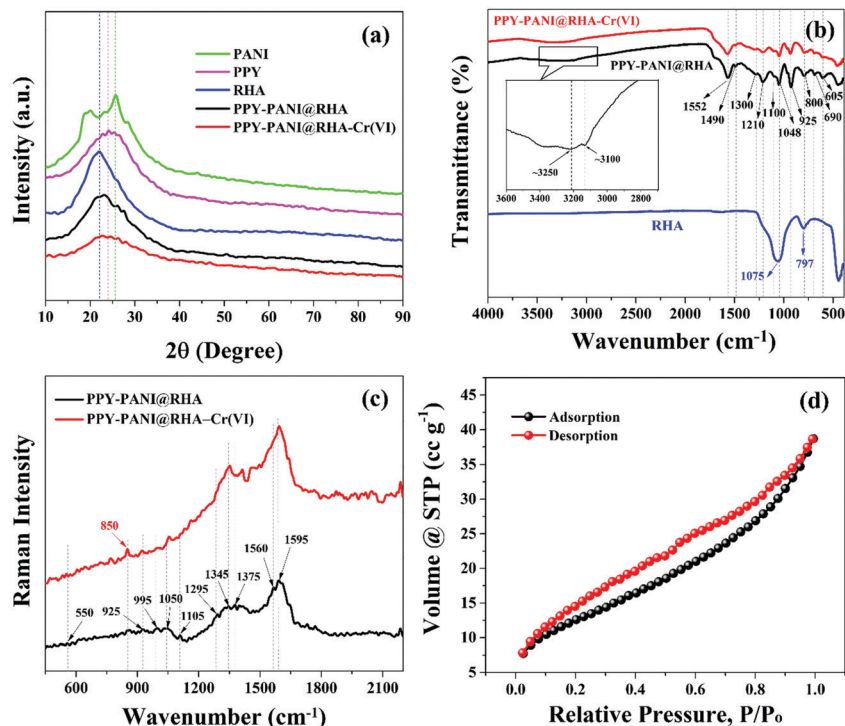 (a)
PANI
PPY
RHA
PPY-PANI@RHA
PPY-PANI@RHA-Cr(VI)
Intensity (a.u.)
10 20 30 40 50 60 70 80 90
2θ (Degree)
(b)
PPY-PANI@RHA-Cr(VI)
PPY-PANI@RHA
~3250
~3100
3600 3400 3200 3000 2800
1552
1490
1300
1210
1100
1048
925
800
690
605
RHA
1075
797
Transmittance (%)
4000 3500 3000 2500 2000 1500 1000 500
Wavenumber (cm-1)
(c)
PPY-PANI@RHA
PPY-PANI@RHA–Cr(VI)
850
550
925
995
1050
1105
1295
1345
1375
1560
1595
Raman Intensity
600 900 1200 1500 1800 2100
Wavenumber (cm-1)
(d)
Adsorption
Desorption
Volume @ STP (cc g-1)
45
40
35
30
25
20
15
10
5
0.0 0.2 0.4 0.6 0.8 1.0
Relative Pressure, P/Po